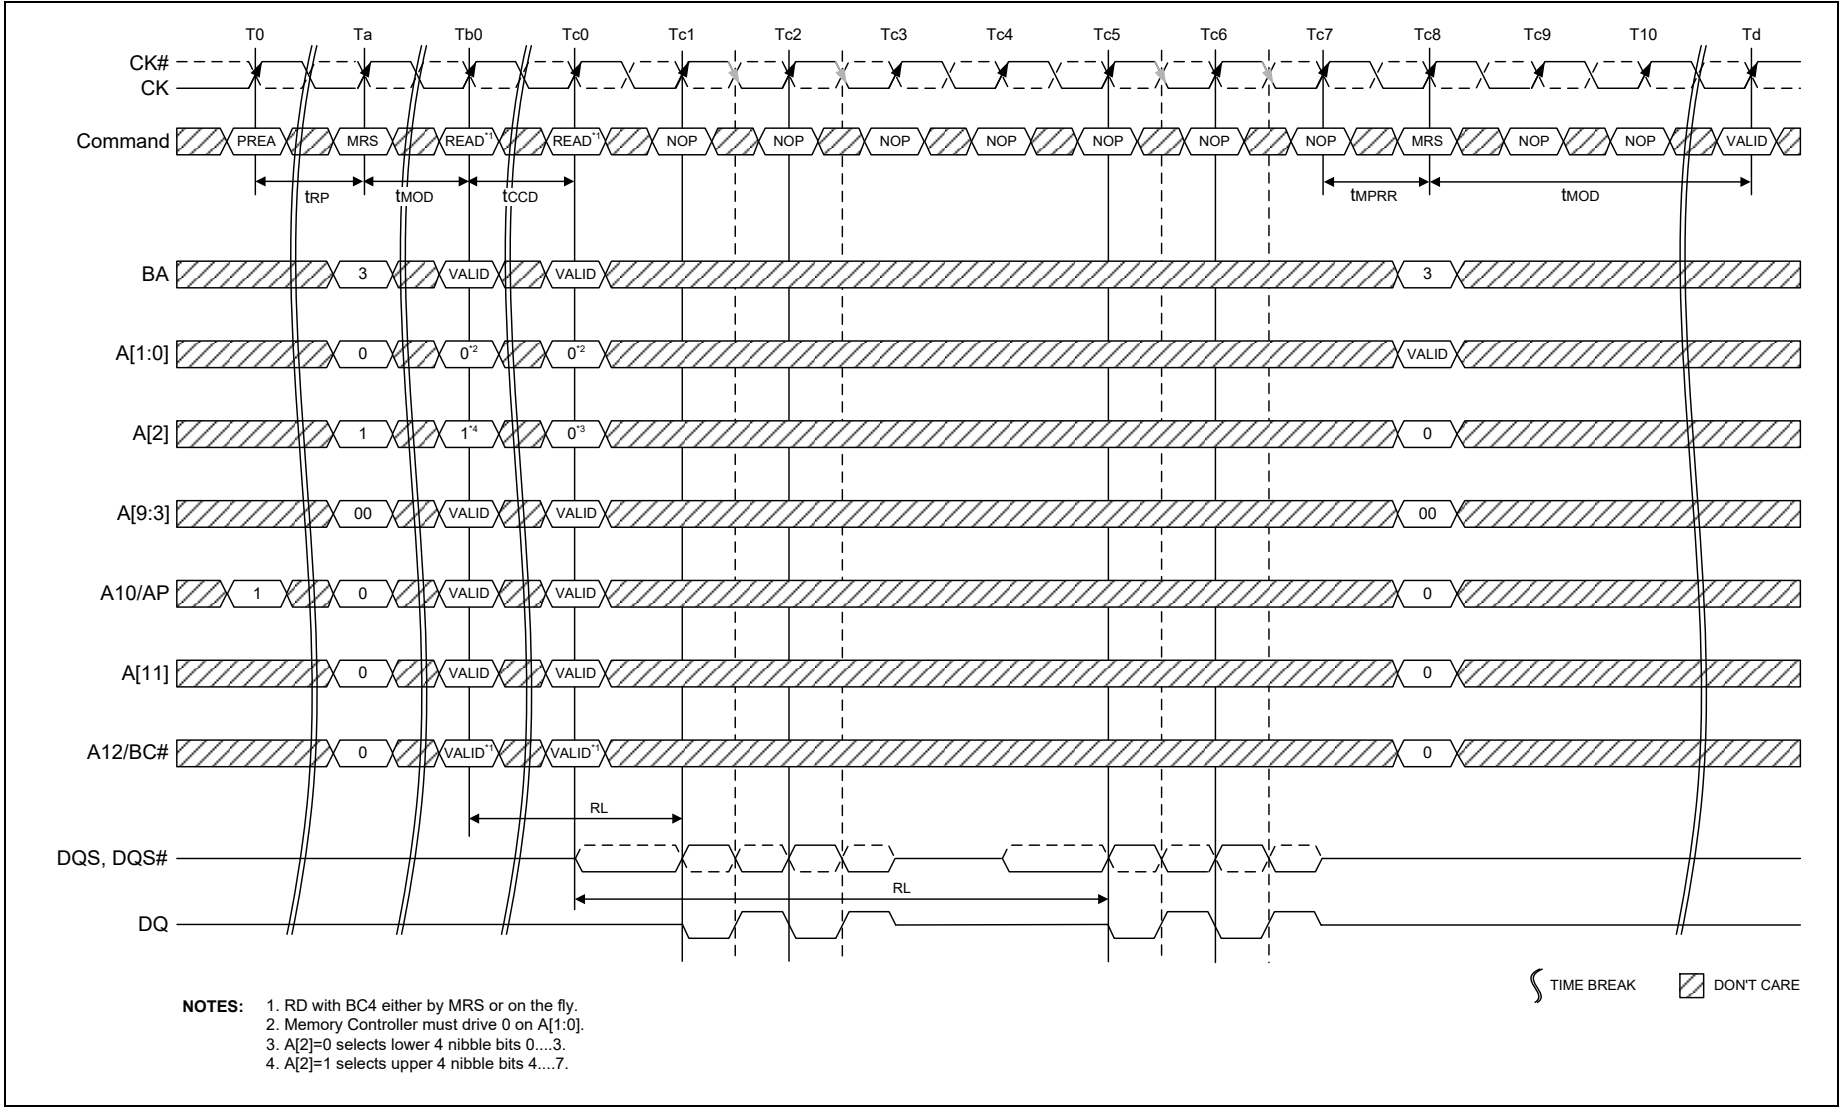 T0 Ta Tb0 Tc0 Tc1 Tc2 Tc3 Tc4 Tc5 Tc6 Tc7 Tc8 Tc9 T10 Td
CK#
CK
Command PREA MRS READ*1 READ*1 NOP NOP NOP NOP NOP NOP NOP MRS NOP NOP VALID
tRP tMOD tCCD tMPRR tMOD
BA 3 VALID VALID 3
A[1:0] 0*2 0*2 VALID 0
A[2] 1 1*4 0*3 0
A[9:3] 00 VALID VALID 00
A10/AP 1 0 VALID VALID 0
A[11] 0 VALID VALID 0
A12/BC# 0 VALID*1 VALID*1 0
RL
DQS, DQS#
RL
DQ
TIME BREAK DON'T CARE
NOTES: 1. RD with BC4 either by MRS or on the fly.
2. Memory Controller must drive 0 on A[1:0].
3. A[2]=0 selects lower 4 nibble bits 0....3.
4. A[2]=1 selects upper 4 nibble bits 4....7.